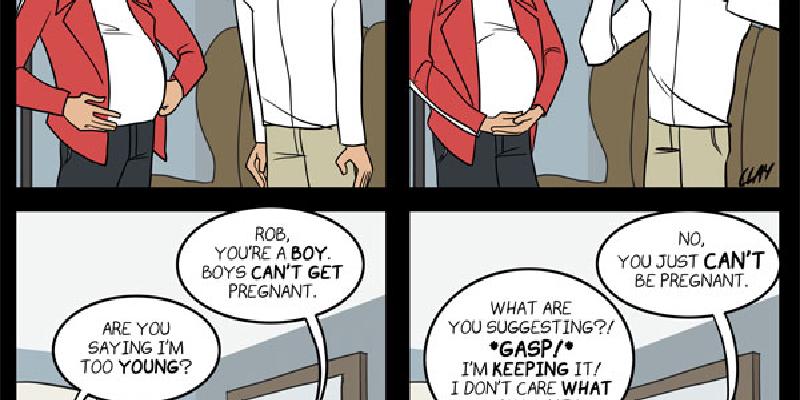 CLAY
ROB,
YOU'RE A BOY.
BOYS CAN'T GET
PREGNANT.
ARE YOU
SAYING I'M
TOO YOUNG?
NO,
YOU JUST CAN'T
BE PREGNANT.
WHAT ARE
YOU SUGGESTING?!
*GASP!*
I'M KEEPING IT!
I DON'T CARE WHAT